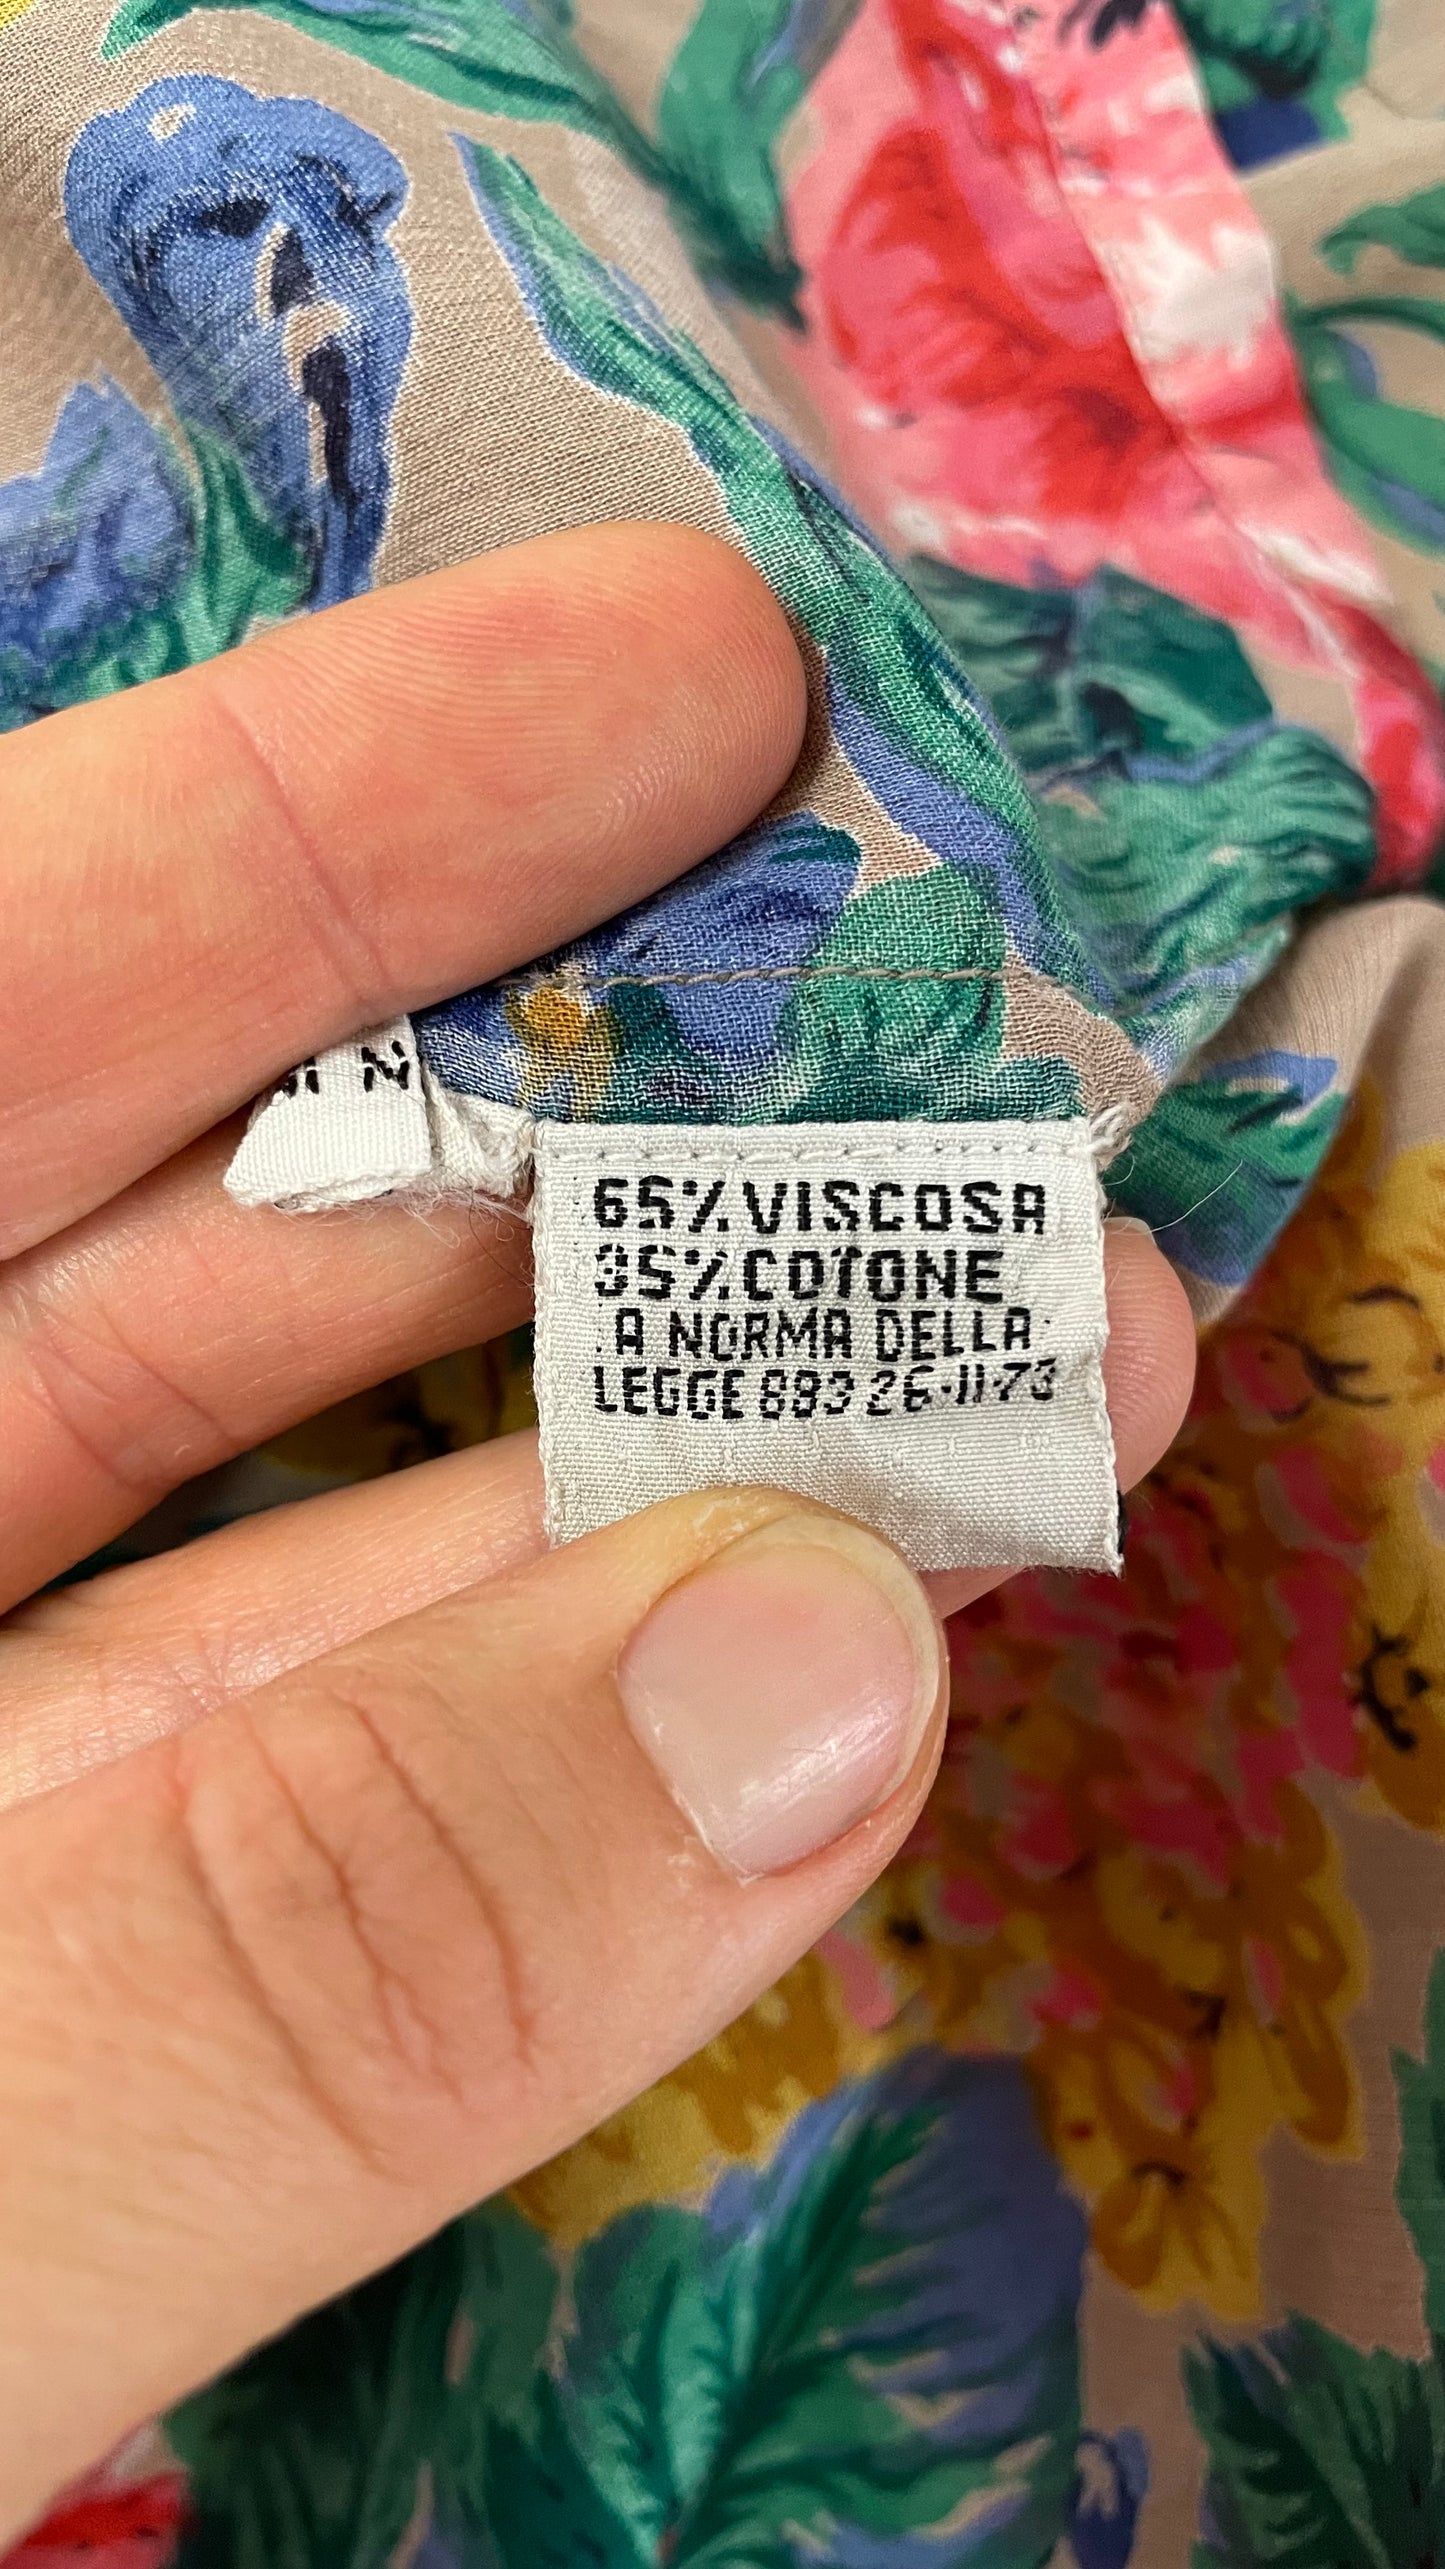 N
65% VISCOSA
35% COTONE
A NORMA DELLA
LEGGE 883 26-11-73